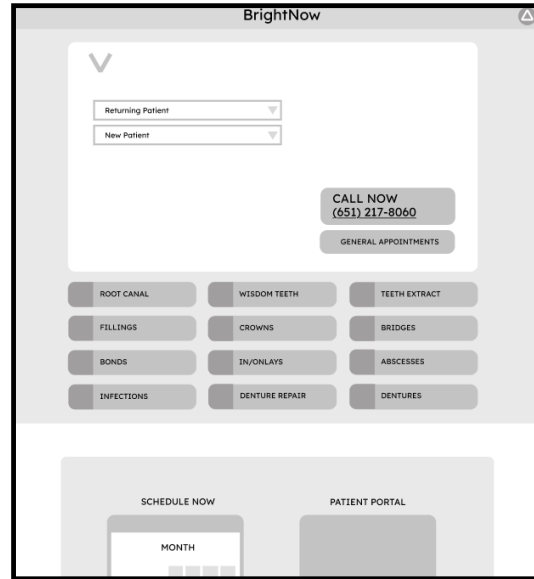 BrightNow
Returning Patient
New Patient
CALL NOW
(651) 217-8060
GENERAL APPOINTMENTS
ROOT CANAL
WISDOM TEETH
TEETH EXTRACT
FILLINGS
CROWNS
BRIDGES
BONDS
IN/ONLAYS
ABSCESSES
INFECTIONS
DENTURE REPAIR
DENTURES
SCHEDULE NOW
PATIENT PORTAL
MONTH